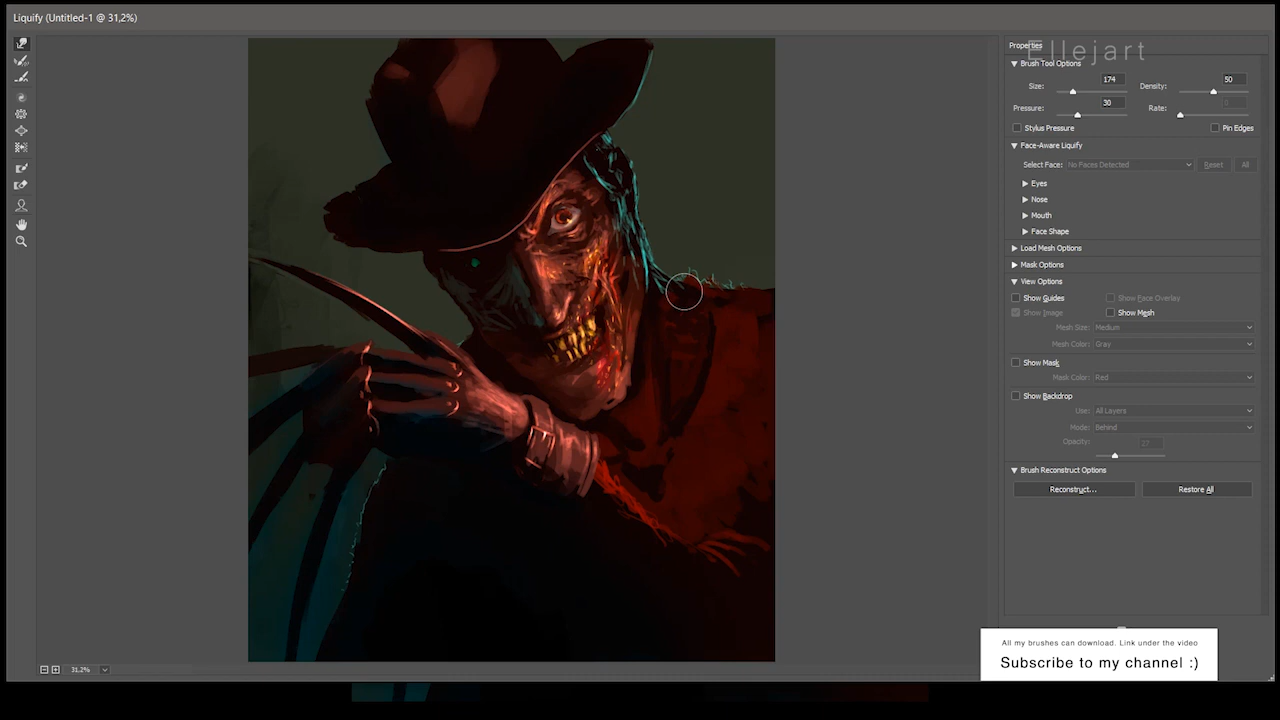 Liquify (Untitled-1 @ 31,2%)
Ellejart
Properties
Brush Tool Options
Size: 174 Density: 50
Pressure: 30 Rate: 0
Stylus Pressure Pin Edges
Face-Aware Liquify
Select Face: No Faces Detected Reset All
Eyes
Nose
Mouth
Face Shape
Load Mesh Options
Mask Options
View Options
Show Guides Show Face Overlay
Show Image Show Mesh
Mesh Size: Medium
Mesh Color: Gray
Show Mask
Mask Color: Red
Show Backdrop
Use: All Layers
Mode: Behind
Opacity: 27
Brush Reconstruct Options
Reconstruct... Restore All
All my brushes can download. Link under the video
Subscribe to my channel :)
31,2%